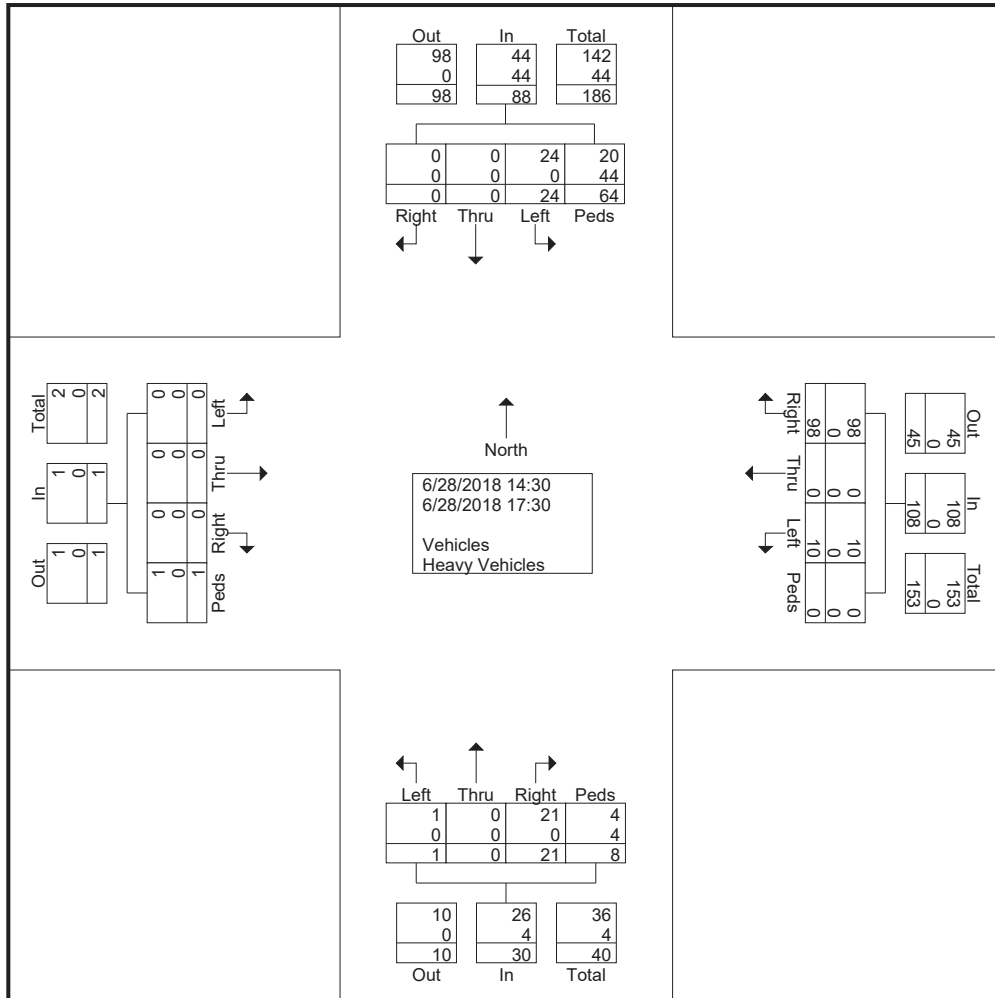 Out In Total
98 44 142
0 44 44
98 88 186
0 0 24 20
0 0 0 44
0 0 24 64
Right Thru Left Peds
Total
2 0 2
In
1 0 1
Out
1 0 1
Left
0 0 0
Thru
0 0 0
Right
0 0 0
Peds
1 0 1
North
6/28/2018 14:30
6/28/2018 17:30
Vehicles
Heavy Vehicles
Right
98 0 98
Thru
0 0 0
Left
10 0 10
Peds
0 0 0
Out
45 0 45
In
108 0 108
Total
153 0 153
Left Thru Right Peds
1 0 21 4
0 0 0 4
1 0 21 8
10 26 36
0 4 4
10 30 40
Out In Total